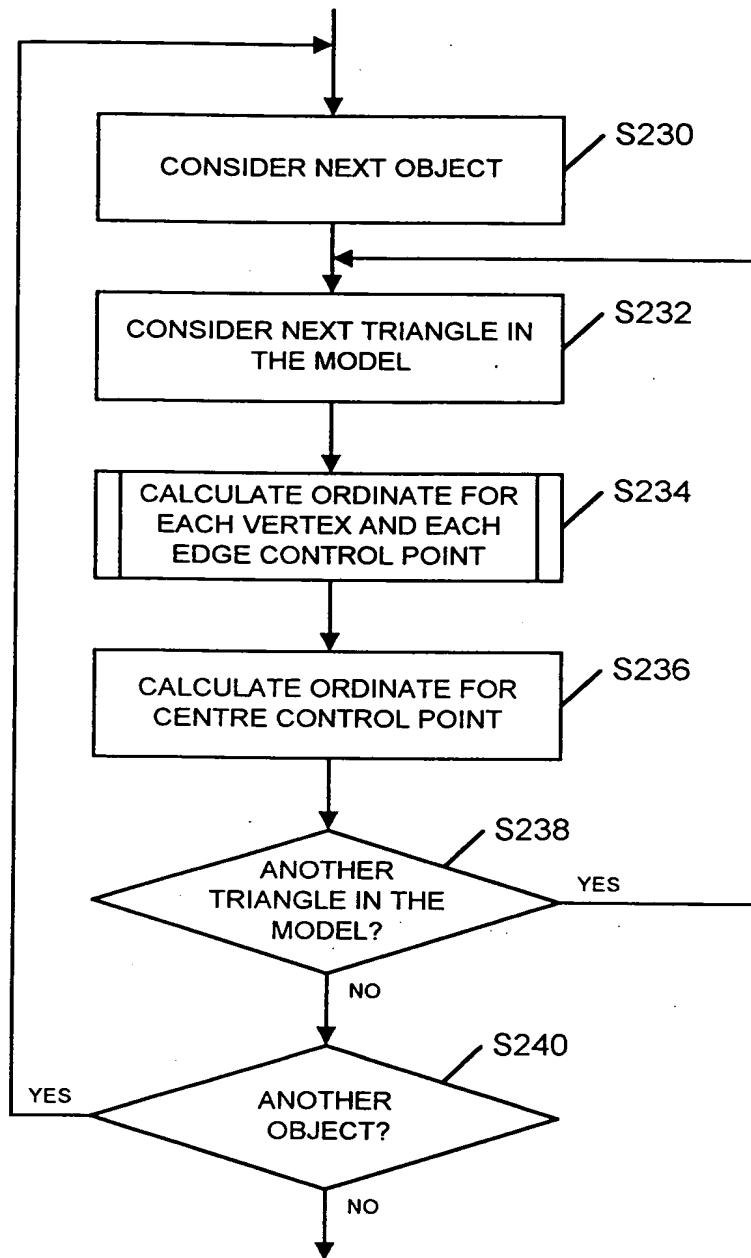 S230
CONSIDER NEXT OBJECT
S232
CONSIDER NEXT TRIANGLE IN
THE MODEL
S234
CALCULATE ORDINATE FOR
EACH VERTEX AND EACH
EDGE CONTROL POINT
S236
CALCULATE ORDINATE FOR
CENTRE CONTROL POINT
S238
ANOTHER
TRIANGLE IN THE
MODEL?
YES
NO
S240
YES
ANOTHER
OBJECT?
NO